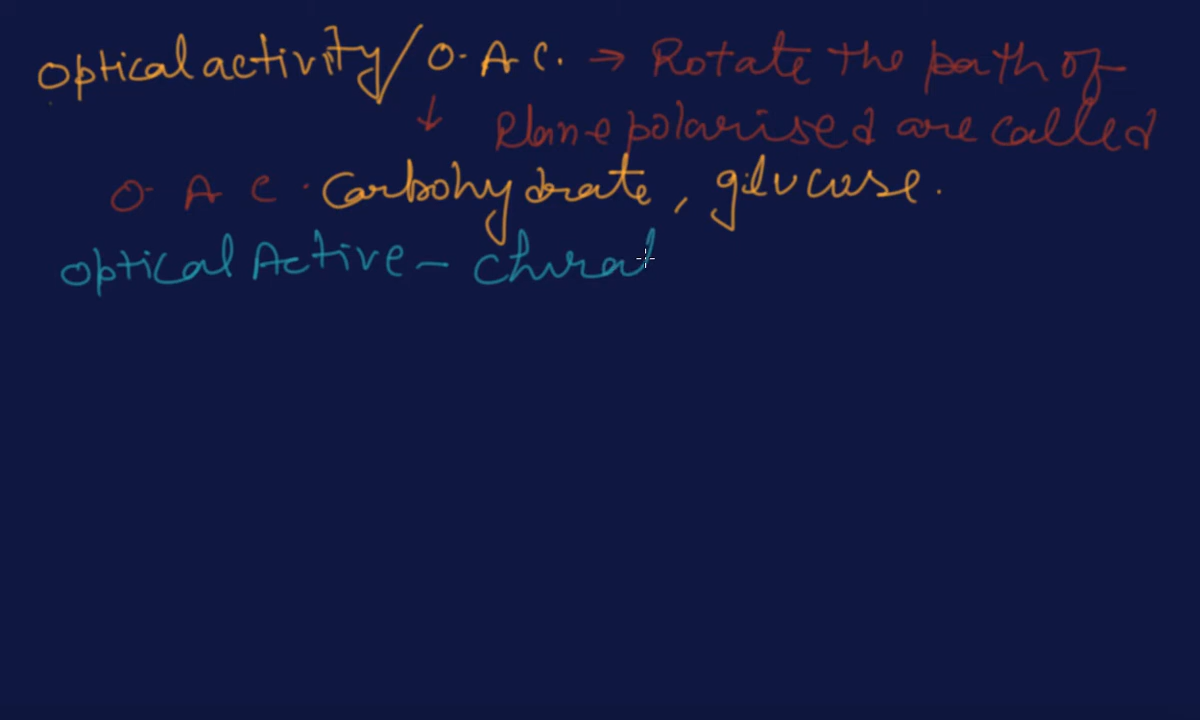 Optical activity/O.A.C. → Rotate the path of
↓ Plane polarised are called
O A C. Carbohydrate, glucose.
Optical Active - chiral